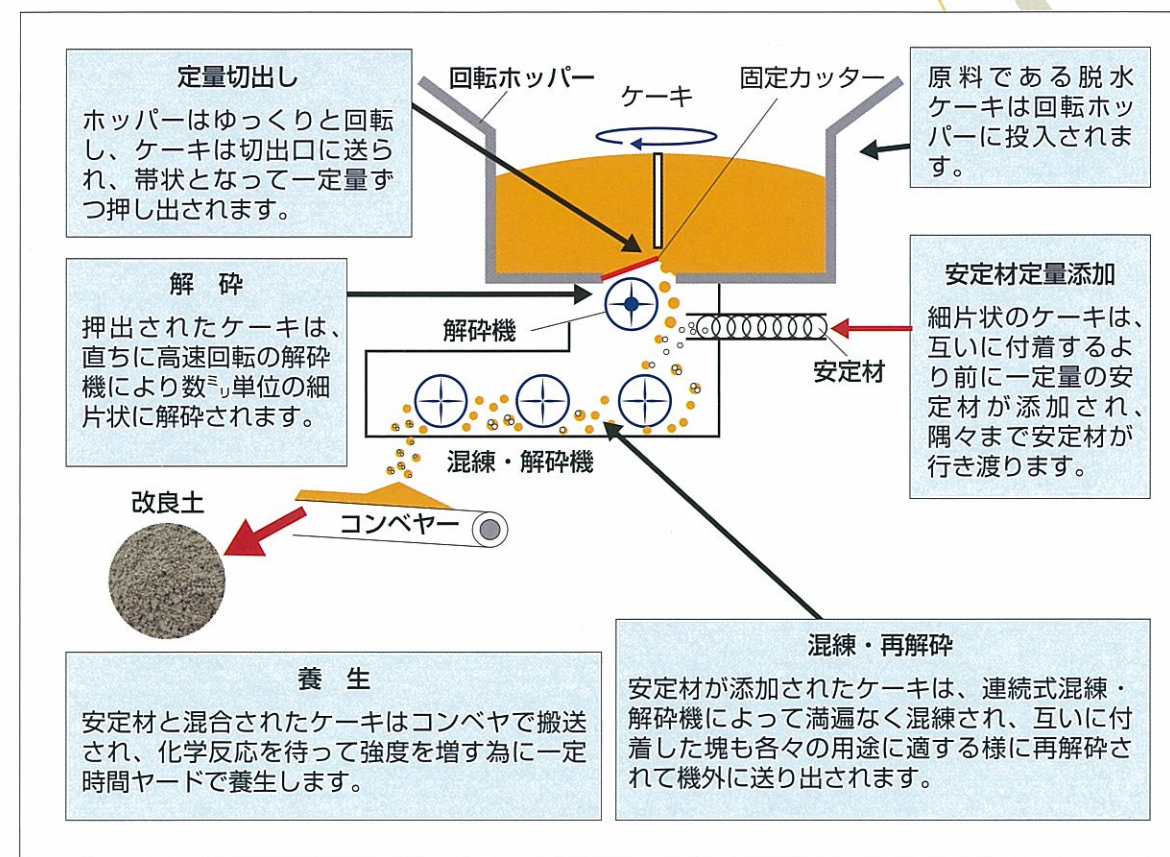 定量切出し
ホッパーはゆっくりと回転
し、ケーキは切出口に送ら
れ、帯状となって一定量ず
つ押し出されます。
回転ホッパー
ケーキ
固定カッター
原料である脱水
ケーキは回転ホッ
パーに投入されま
す。
解 砕
押出されたケーキは、
直ちに高速回転の解砕
機により数㍉単位の細
片状に解砕されます。
解砕機
安定材
安定材定量添加
細片状のケーキは、
互いに付着するよ
り前に一定量の安
定材が添加され、
隅々まで安定材が
行き渡ります。
混練・解砕機
改良土
コンベヤー
養 生
安定材と混合されたケーキはコンベヤで搬送
され、化学反応を待って強度を増す為に一定
時間ヤードで養生します。
混練・再解砕
安定材が添加されたケーキは、連続式混練・
解砕機によって満遍なく混練され、互いに付
着した塊も各々の用途に適する様に再解砕さ
れて機外に送り出されます。